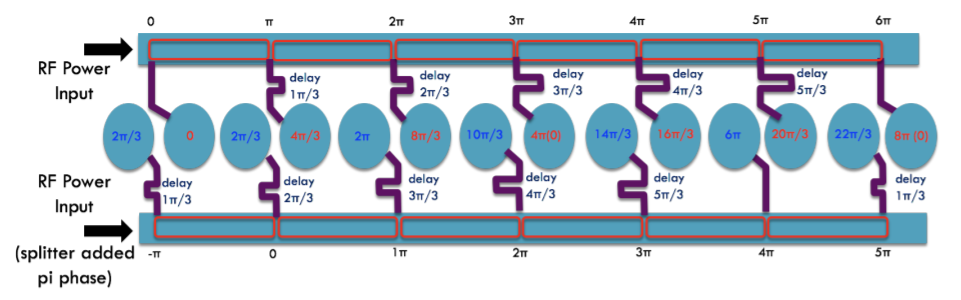 0 π 2π 3π 4π 5π 6π
RF Power
Input
delay
1π/3
delay
2π/3
delay
3π/3
delay
4π/3
delay
5π/3
2π/3 0 2π/3 4π/3 2π 8π/3 10π/3 4π(0) 14π/3 16π/3 6π 20π/3 22π/3 8π (0)
RF Power
Input
delay
1π/3
delay
2π/3
delay
3π/3
delay
4π/3
delay
5π/3
delay
1π/3
(splitter added
pi phase)
-π 0 1π 2π 3π 4π 5π